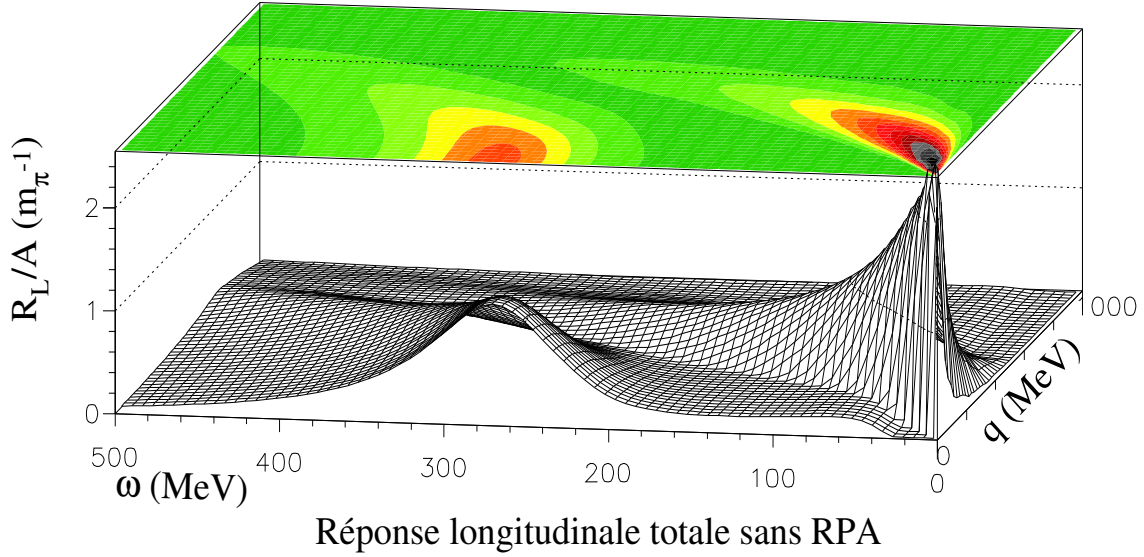 R_L/A (m_π^-1)
2
1
0
500
400
300
200
100
0
0
000
ω (MeV)
q (MeV)
Réponse longitudinale totale sans RPA